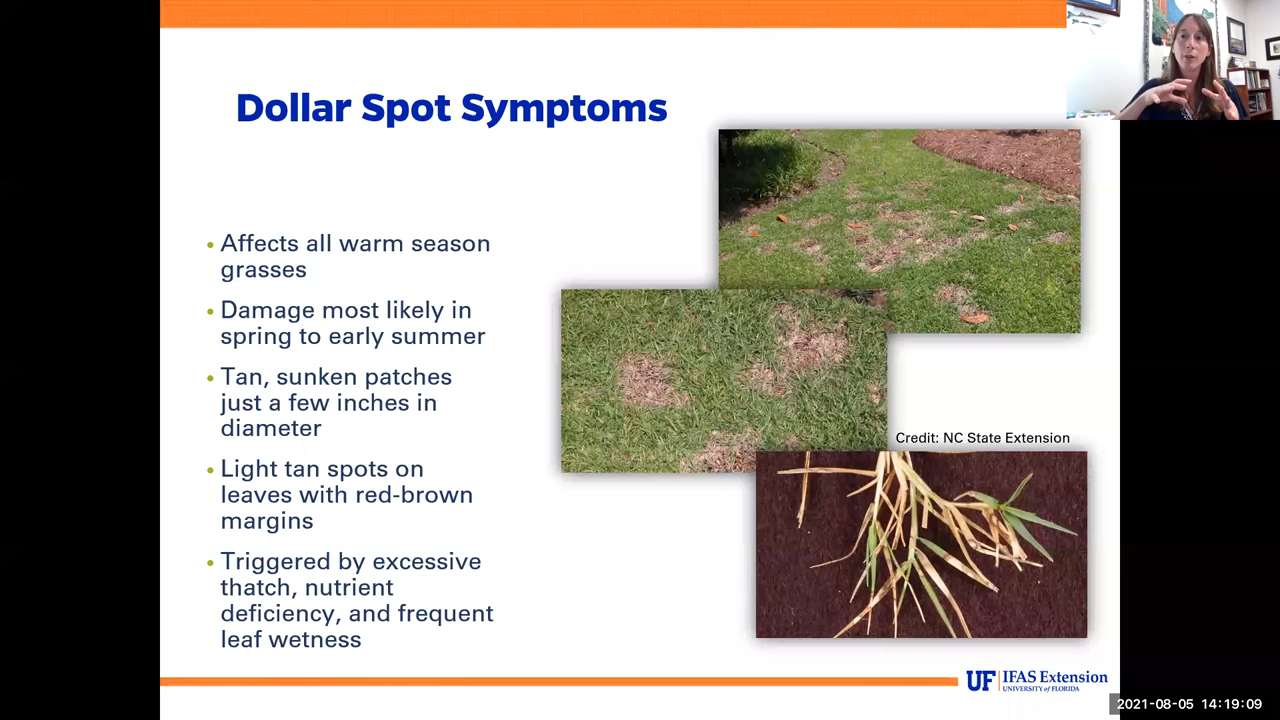 Dollar Spot Symptoms
• Affects all warm season
grasses
• Damage most likely in
spring to early summer
• Tan, sunken patches
just a few inches in
diameter
• Light tan spots on
leaves with red-brown
margins
• Triggered by excessive
thatch, nutrient
deficiency, and frequent
leaf wetness
Credit: NC State Extension
UF IFAS Extension
UNIVERSITY of FLORIDA
2021-08-05 14:19:09